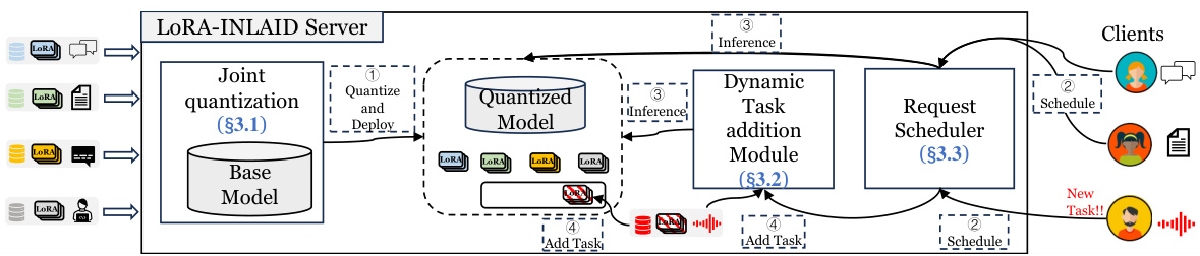 LoRA-INLAID Server
LoRA
LoRA
LoRA
LoRA
Joint
quantization
(§3.1)
Base
Model
①
Quantize
and
Deploy
Quantized
Model
LoRA
LoRA
LoRA
LoRA
LoRA
③
Inference
③
Inference
Dynamic
Task
addition
Module
(§3.2)
Request
Scheduler
(§3.3)
④
Add Task
LoRA
④
Add Task
②
Schedule
②
Schedule
Clients
New
Task!!